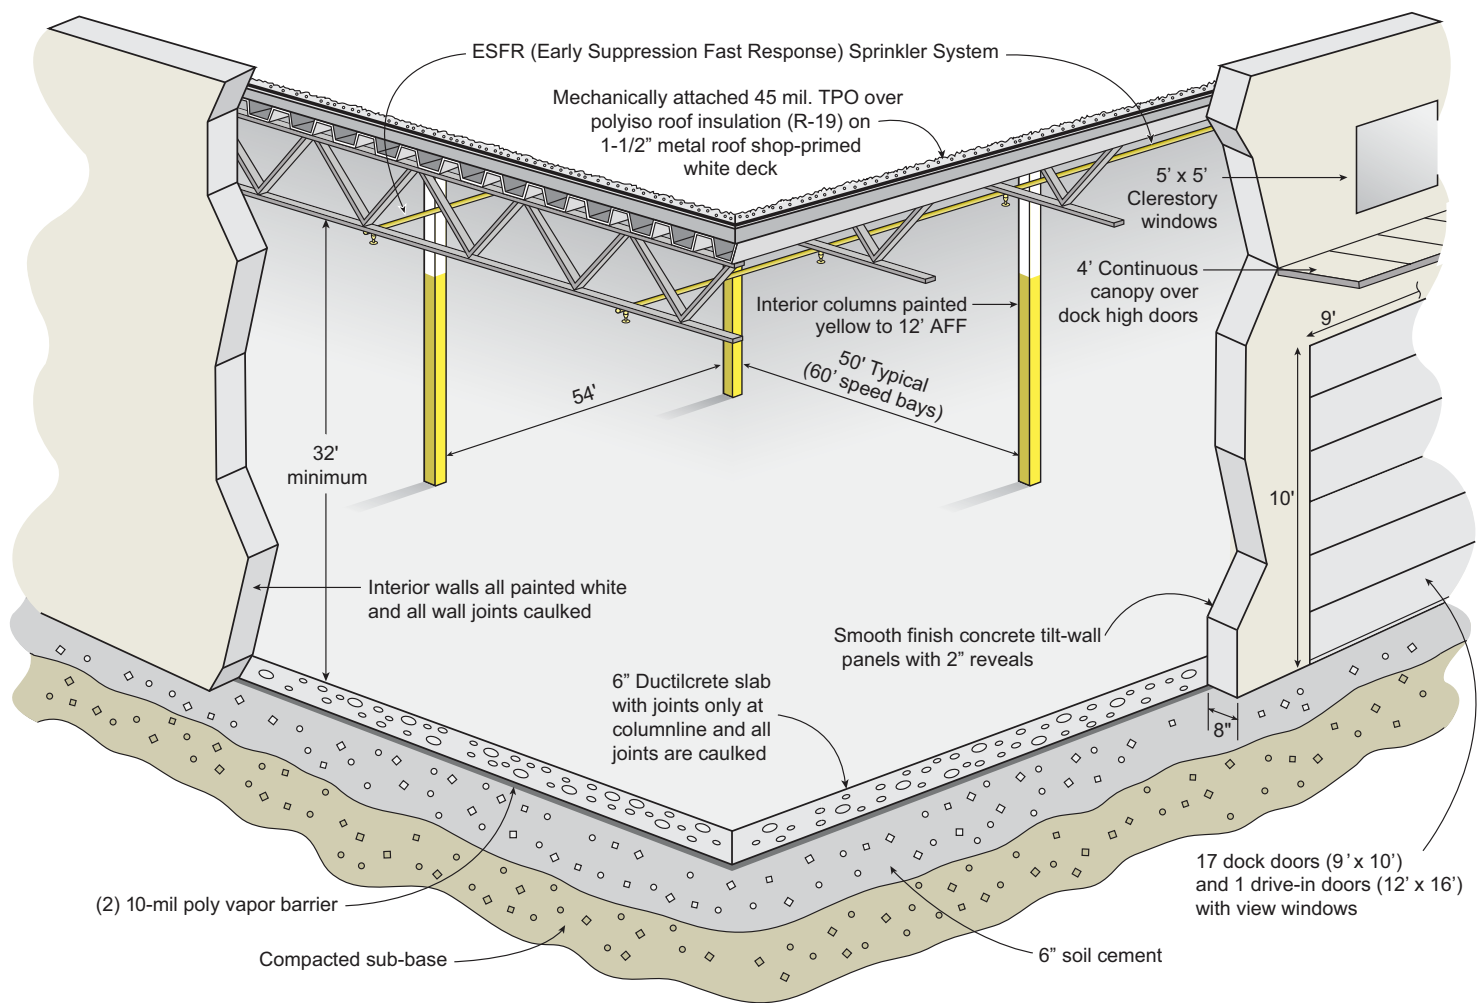 ESFR (Early Suppression Fast Response) Sprinkler System
Mechanically attached 45 mil. TPO over
polyiso roof insulation (R-19) on
1-1/2” metal roof shop-primed
white deck
5’ x 5’
Clerestory
windows
4’ Continuous
canopy over
dock high doors
9'
Interior columns painted
yellow to 12’ AFF
50' Typical
(60’ speed bays)
54'
32'
minimum
10'
Interior walls all painted white
and all wall joints caulked
Smooth finish concrete tilt-wall
panels with 2” reveals
6” Ductilcrete slab
with joints only at
columnline and all
joints are caulked
8"
17 dock doors (9’ x 10’)
and 1 drive-in doors (12’ x 16’)
with view windows
(2) 10-mil poly vapor barrier
Compacted sub-base
6” soil cement